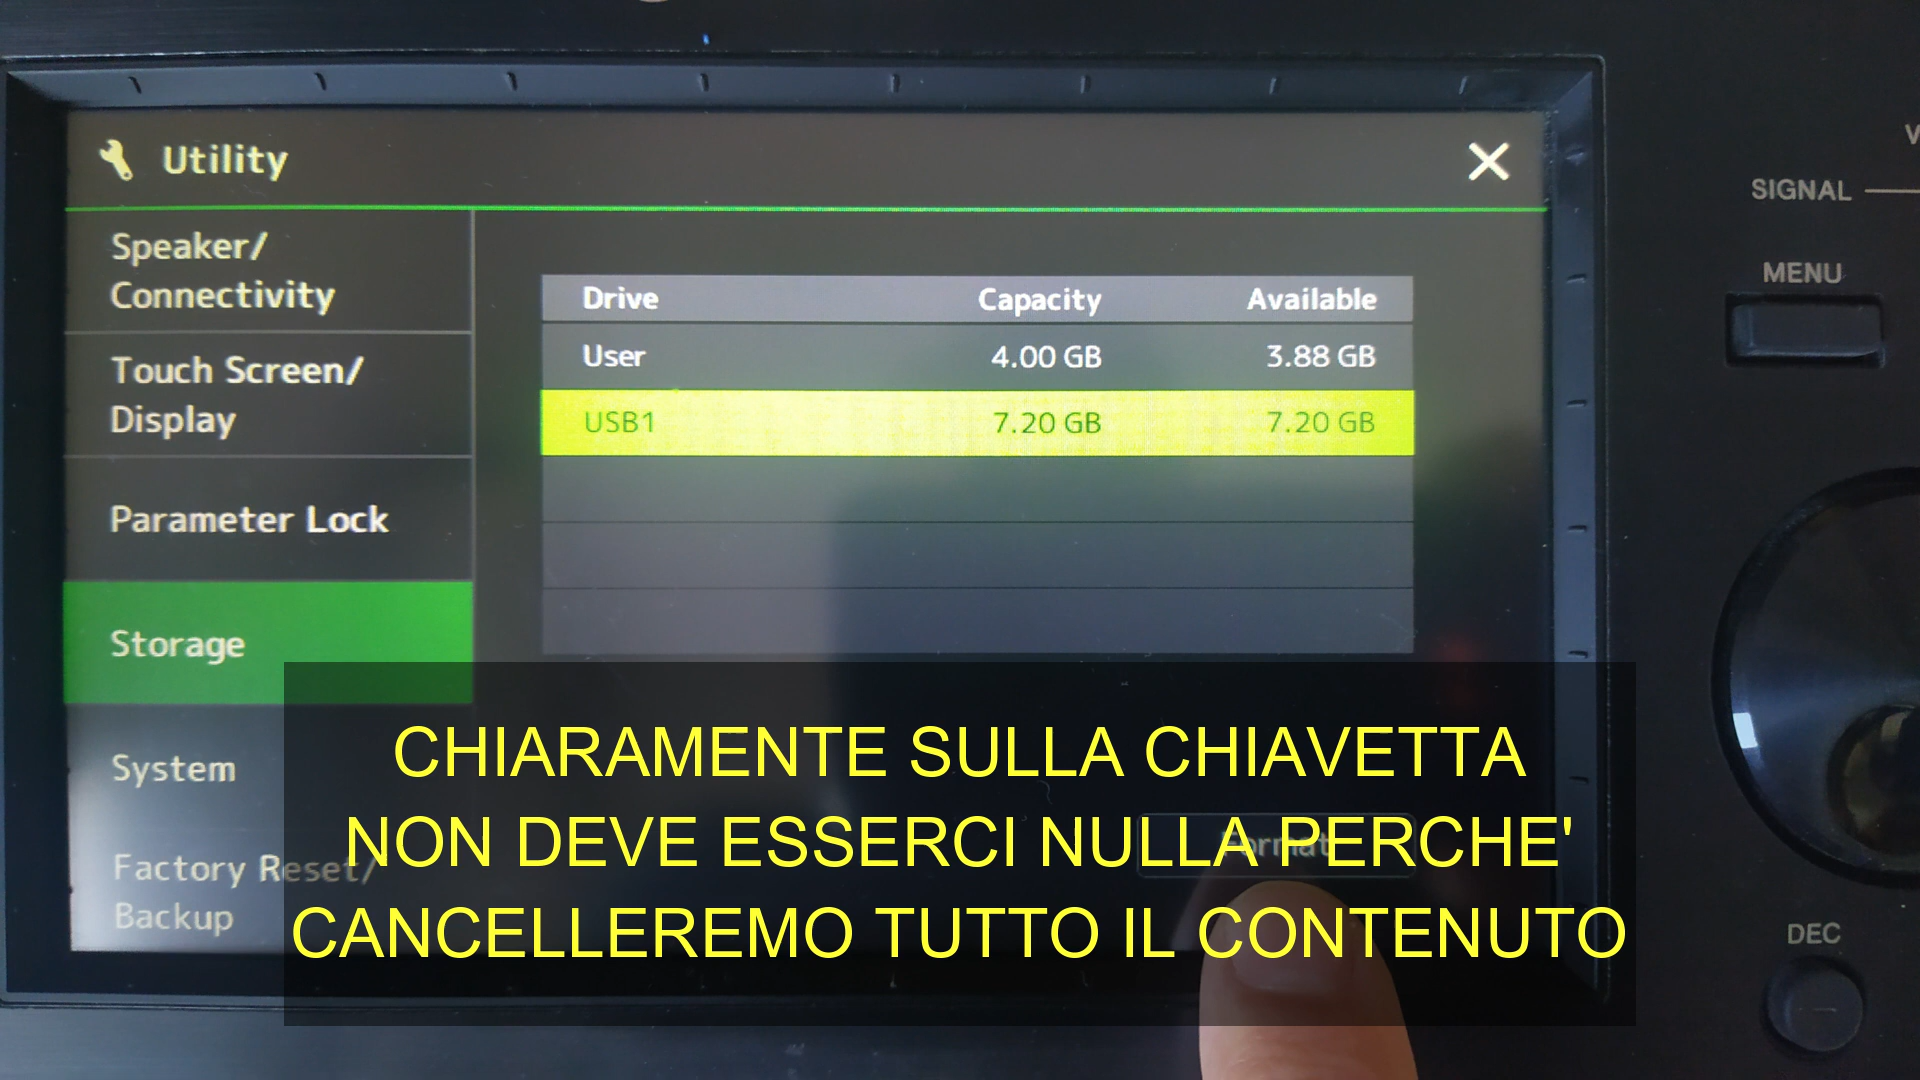 Utility
Speaker/
Connectivity
Touch Screen/
Display
Parameter Lock
Storage
System
Factory Reset/
Backup
Drive Capacity Available
User 4.00 GB 3.88 GB
USB1 7.20 GB 7.20 GB
Format
SIGNAL
MENU
DEC
CHIARAMENTE SULLA CHIAVETTA
NON DEVE ESSERCI NULLA PERCHE'
CANCELLEREMO TUTTO IL CONTENUTO